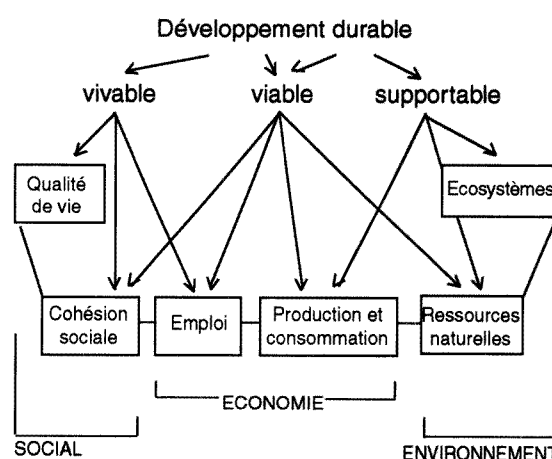 Développement durable
vivable
viable
supportable
Qualité
de vie
Ecosystèmes
Cohésion
sociale
Emploi
Production et
consommation
Ressources
naturelles
ECONOMIE
SOCIAL
ENVIRONNEMENT